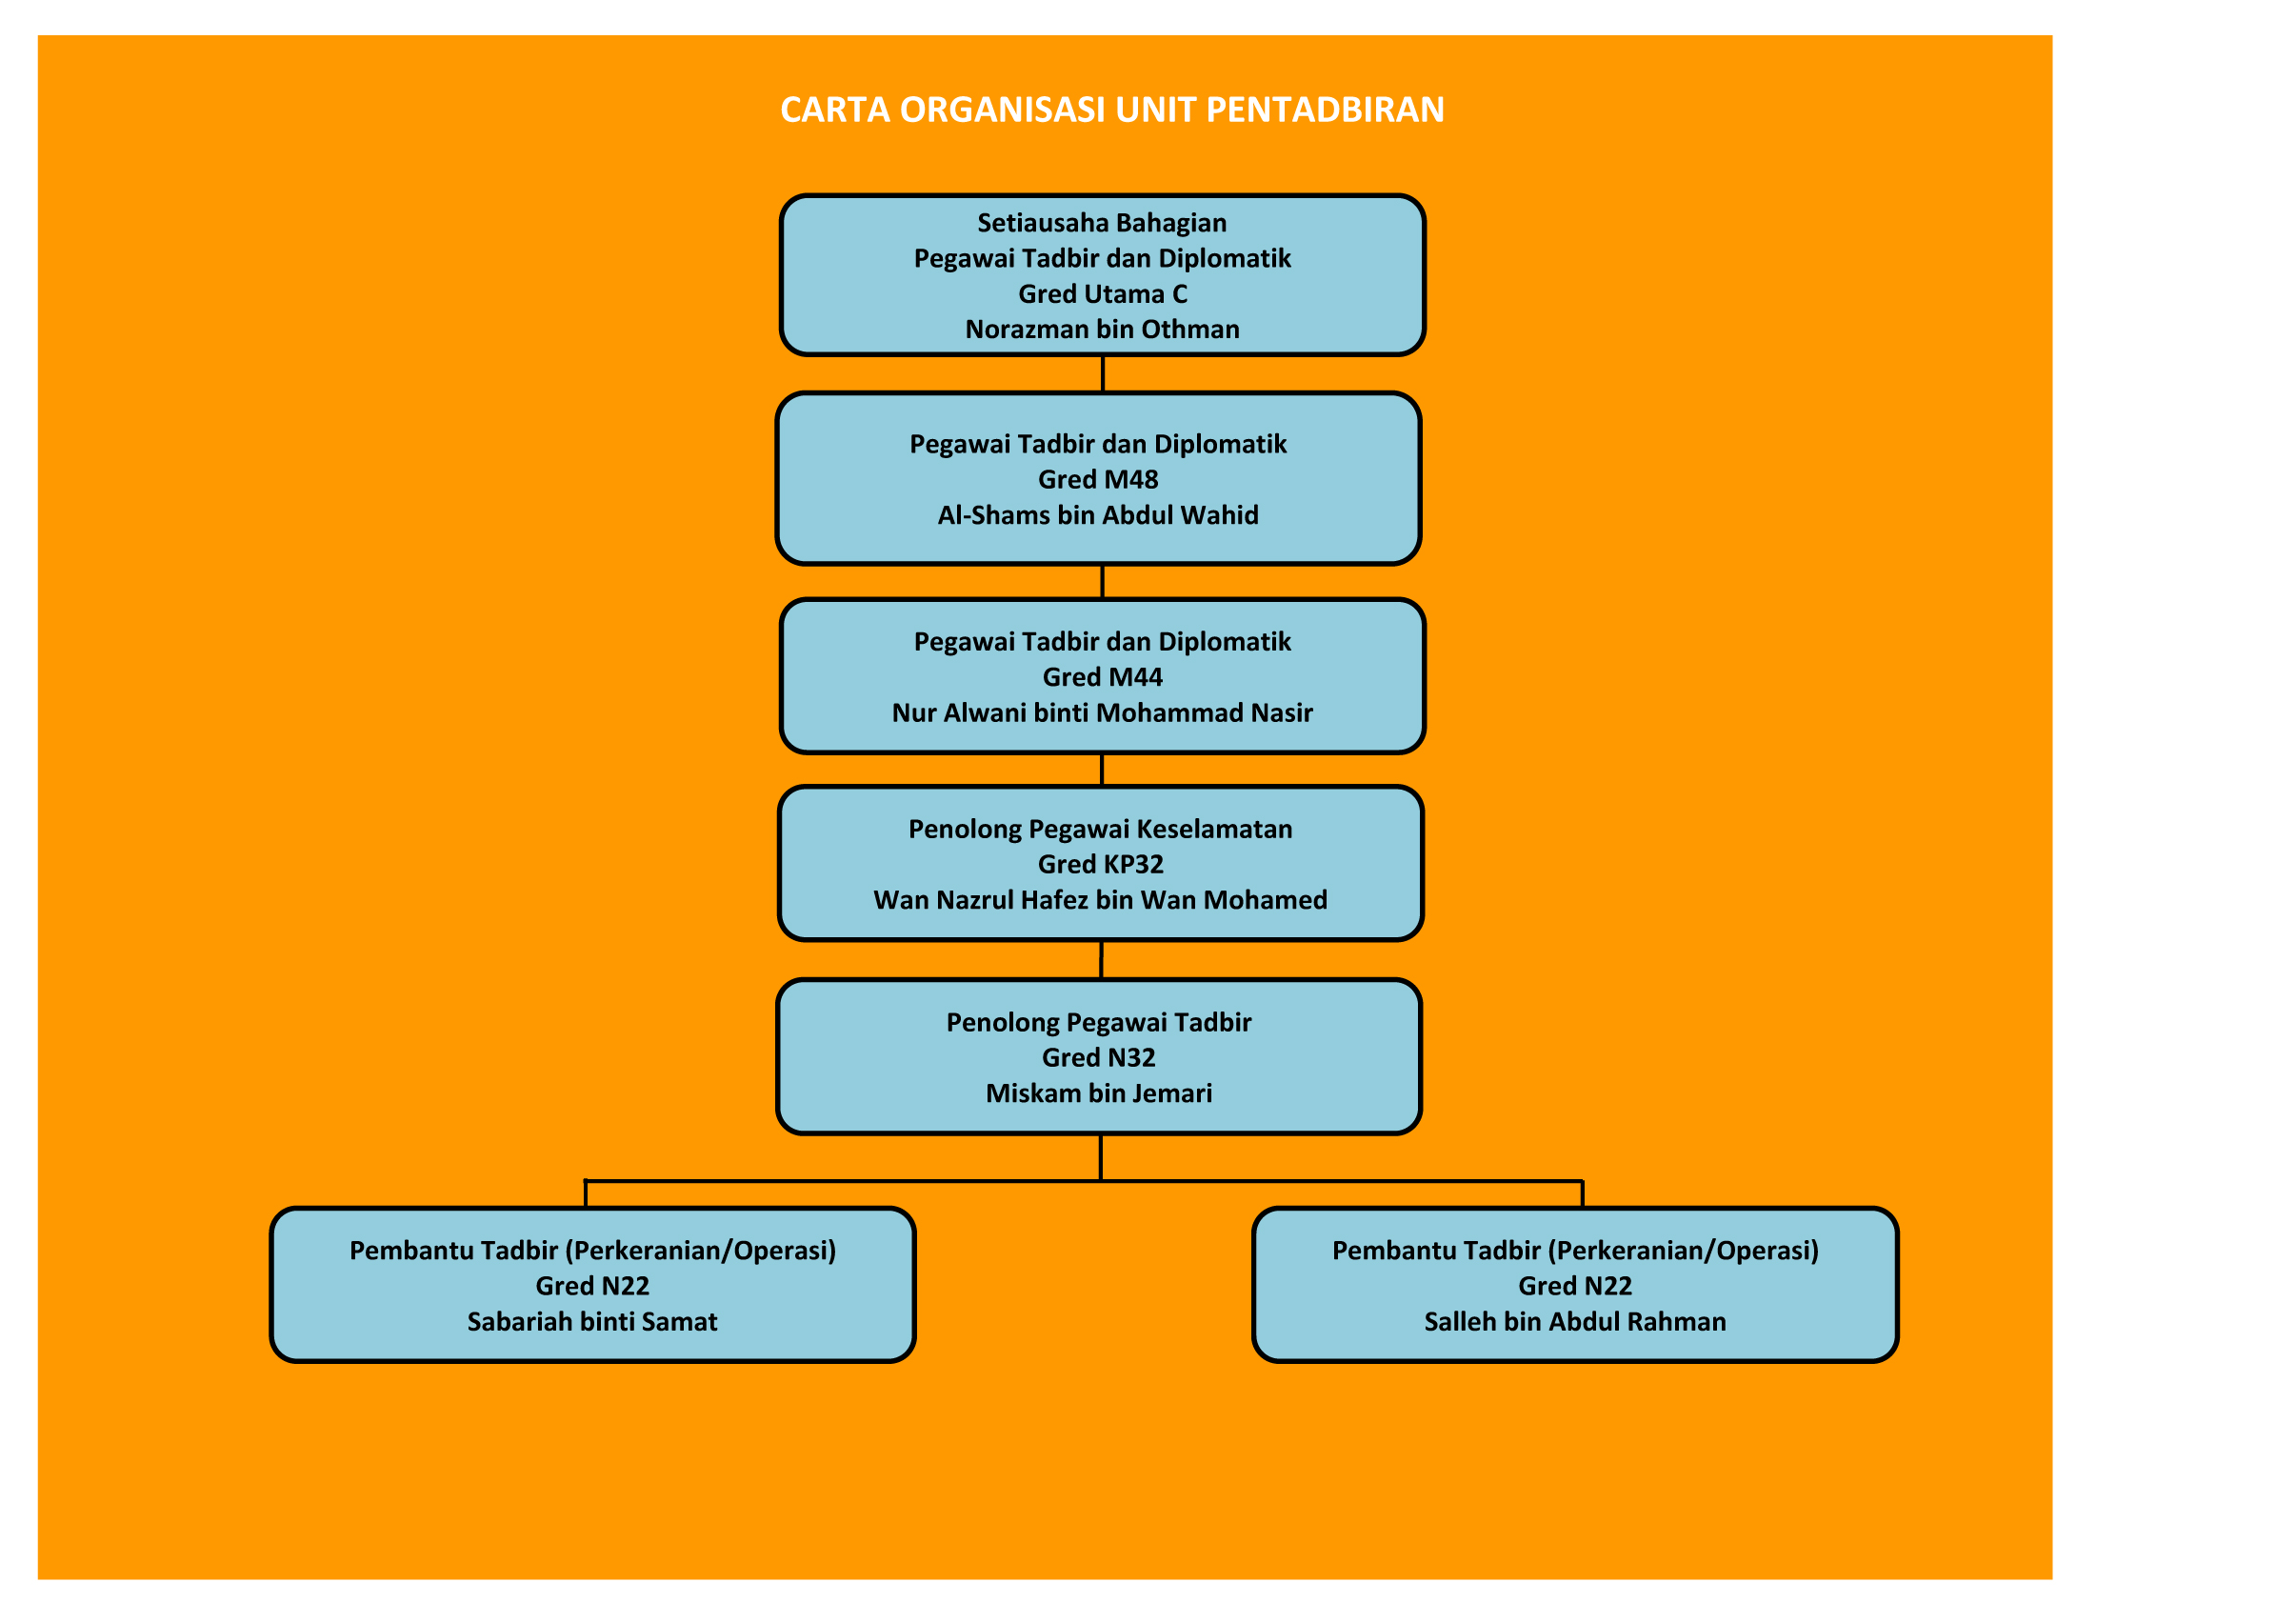 CARTA ORGANISASI UNIT PENTADBIRAN
Setiausaha Bahagian
Pegawai Tadbir dan Diplomatik
Gred Utama C
Norazman bin Othman
Pegawai Tadbir dan Diplomatik
Gred M48
Al-Shams bin Abdul Wahid
Pegawai Tadbir dan Diplomatik
Gred M44
Nur Alwani binti Mohammad Nasir
Penolong Pegawai Keselamatan
Gred KP32
Wan Nazrul Hafez bin Wan Mohamed
Penolong Pegawai Tadbir
Gred N32
Miskam bin Jemari
Pembantu Tadbir (Perkeranian/Operasi)
Gred N22
Sabariah binti Samat
Pembantu Tadbir (Perkeranian/Operasi)
Gred N22
Salleh bin Abdul Rahman